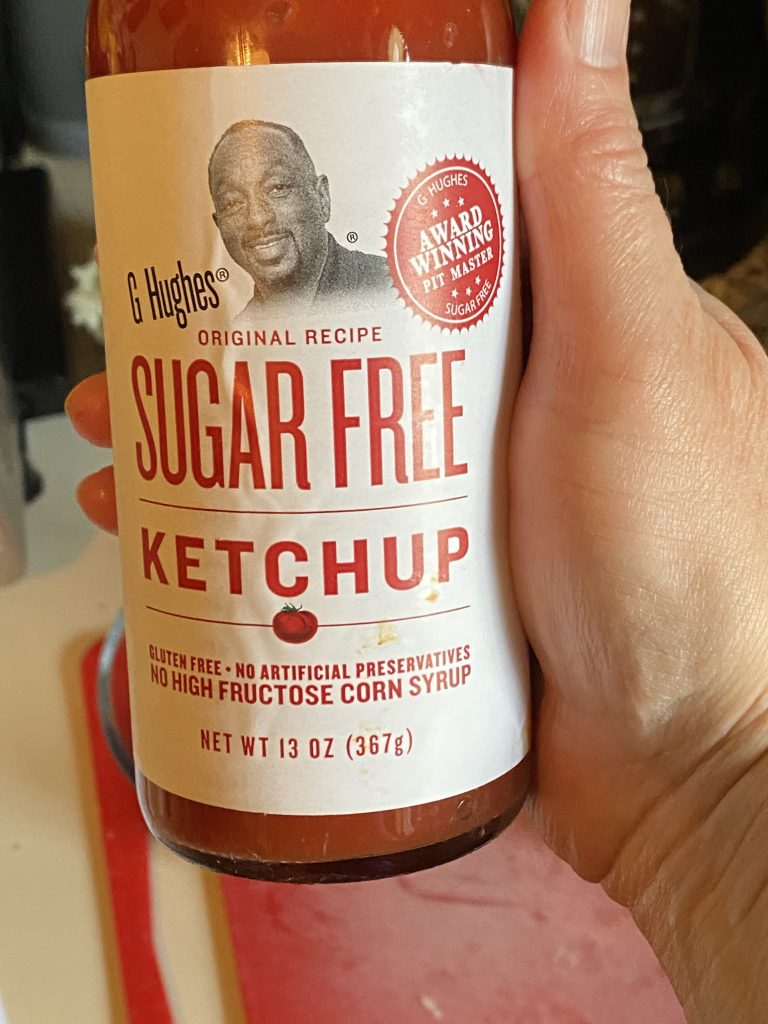 G HUGHES
AWARD
WINNING
PIT MASTER
SUGAR FREE
®
G Hughes®
ORIGINAL RECIPE
SUGAR FREE
KETCHUP
GLUTEN FREE • NO ARTIFICIAL PRESERVATIVES
NO HIGH FRUCTOSE CORN SYRUP
NET WT 13 OZ (367g)